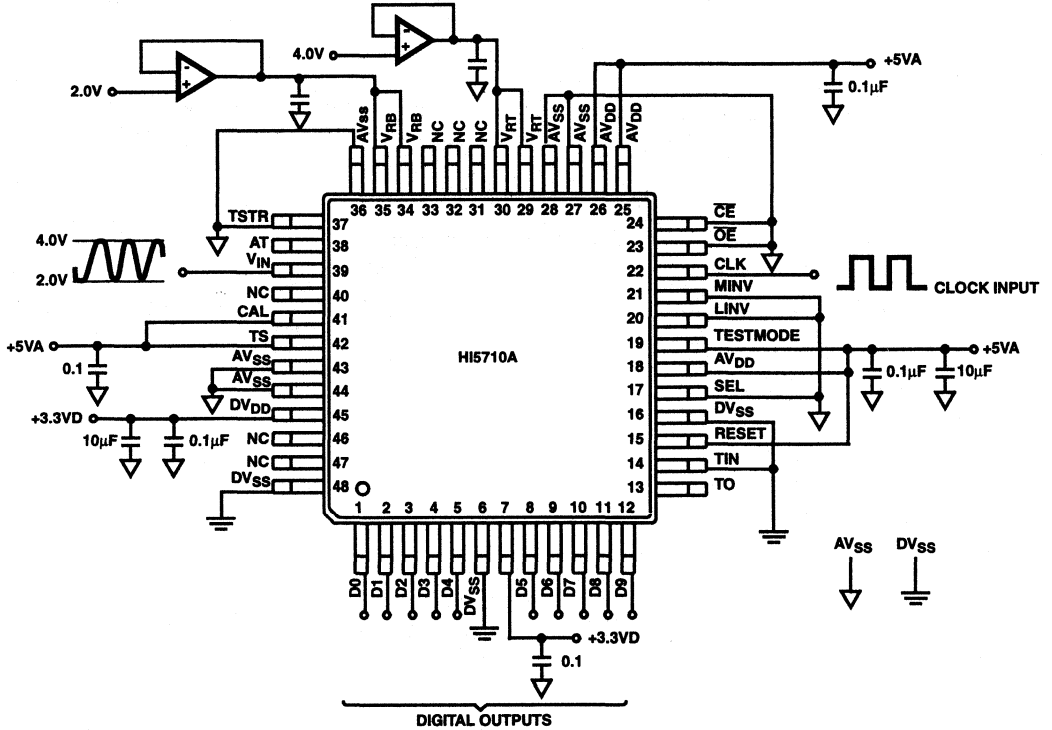 4.0V
+5VA
2.0V
0.1µF
AVSS
VRB
VRB
NC
NC
NC
VRT
VRT
AVSS
AVSS
AVDD
AVDD
36 35 34 33 32 31 30 29 28 27 26 25
TSTR 37
24 CE
4.0V
AT 38
23 OE
VIN 39
22 CLK
2.0V
NC 40
21 MINV
CLOCK INPUT
CAL 41
20 LINV
+5VA
TS 42
19 TESTMODE
+5VA
HI5710A
0.1
AVSS 43
18 AVDD
0.1µF
10µF
AVSS 44
17 SEL
+3.3VD
DVDD 45
16 DVSS
10µF
0.1µF
NC 46
15 RESET
NC 47
14 TIN
DVSS 48
13 TO
1 2 3 4 5 6 7 8 9 10 11 12
AVSS
DVSS
D0
D1
D2
D3
D4
DVSS
D5
D6
D7
D8
D9
+3.3VD
0.1
DIGITAL OUTPUTS